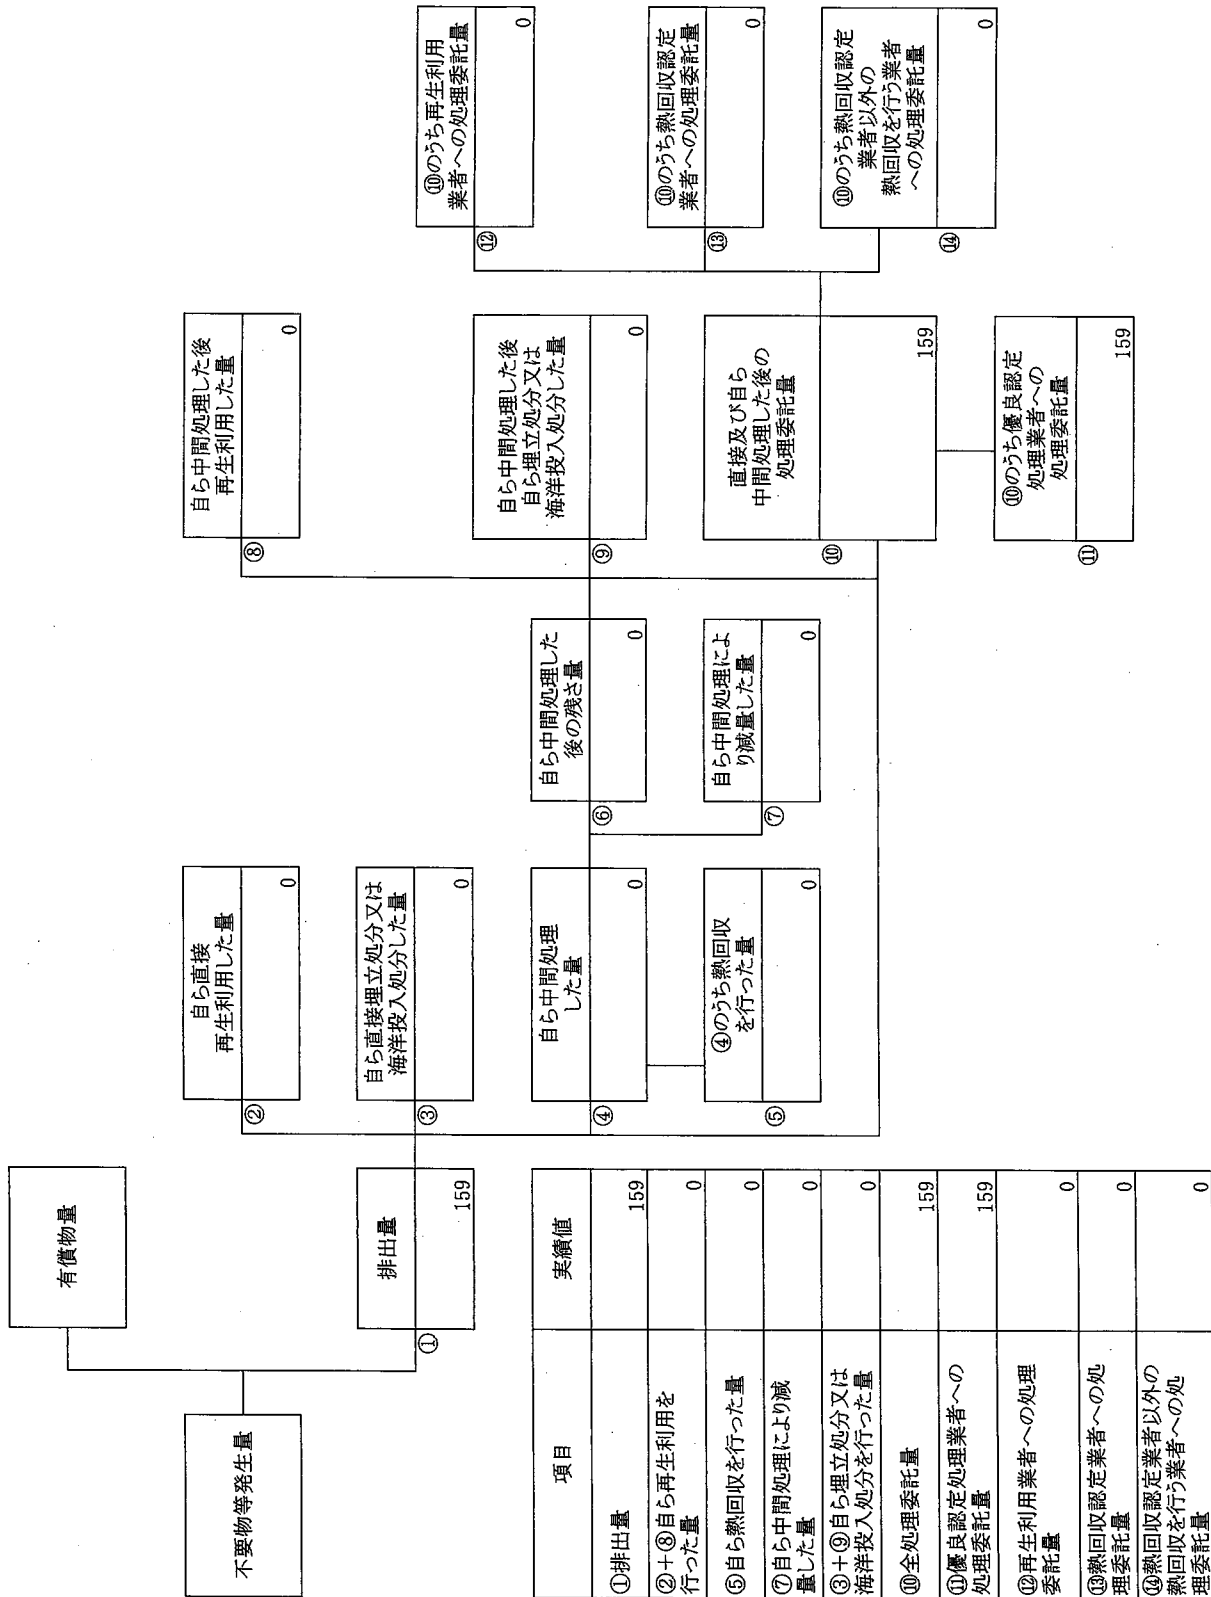 不要物等発生量
有償物量
①
排出量
159
②
自ら直接
再生利用した量
0
③
自ら直接埋立処分又は
海洋投入処分した量
0
④
自ら中間処理
した量
0
⑤
④のうち熱回収
を行った量
0
⑥
自ら中間処理した
後の残さ量
0
⑦
自ら中間処理によ
り減量した量
0
⑧
自ら中間処理した後
再生利用した量
0
⑨
自ら中間処理した後
自ら埋立処分又は
海洋投入処分した量
0
⑩
直接及び自ら
中間処理した後の
処理委託量
159
⑪
⑩のうち優良認定
処理業者への
処理委託量
159
⑫
⑩のうち再生利用
業者への処理委託量
0
⑬
⑩のうち熱回収認定
業者への処理委託量
0
⑭
⑩のうち熱回収認定
業者以外の
熱回収を行う業者
への処理委託量
0
項目
実績値
①排出量
159
②+⑧自ら再生利用を
行った量
0
⑤自ら熱回収を行った量
0
⑦自ら中間処理により減
量した量
0
③+⑨自ら埋立処分又は
海洋投入処分を行った量
0
⑩全処理委託量
159
⑪優良認定処理業者への
処理委託量
159
⑫再生利用業者への処理
委託量
0
⑬熱回収認定業者への処
理委託量
0
⑭熱回収認定業者以外の
熱回収を行う業者への処
理委託量
0